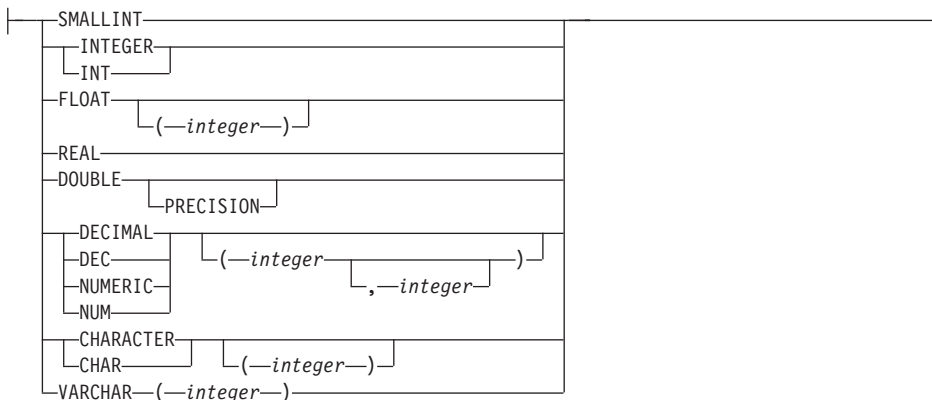 SMALLINT
INTEGER
INT
FLOAT
(integer)
REAL
DOUBLE
PRECISION
DECIMAL
DEC (integer )
NUMERIC , integer
NUM
CHARACTER
CHAR (integer)
VARCHAR (integer)